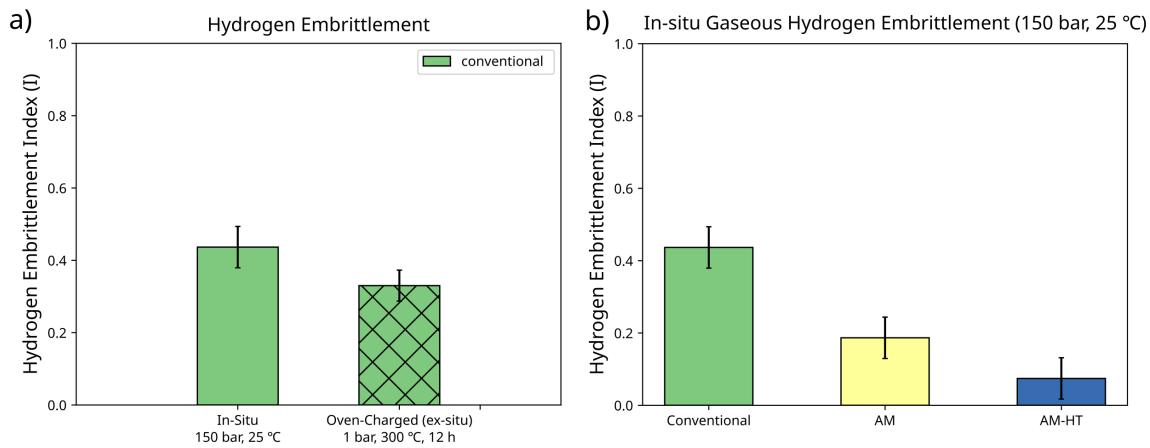 a)
Hydrogen Embrittlement
Hydrogen Embrittlement Index (I)
1.0
0.8
0.6
0.4
0.2
0.0
conventional
In-Situ
150 bar, 25 ℃
Oven-Charged (ex-situ)
1 bar, 300 ℃, 12 h
b)
In-situ Gaseous Hydrogen Embrittlement (150 bar, 25 ℃)
Hydrogen Embrittlement Index (I)
1.0
0.8
0.6
0.4
0.2
0.0
Conventional
AM
AM-HT